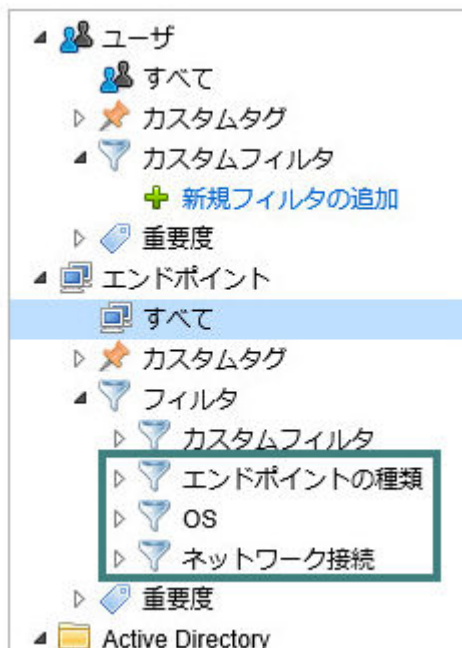 ユーザ
すべて
カスタムタグ
カスタムフィルタ
新規フィルタの追加
重要度
エンドポイント
すべて
カスタムタグ
フィルタ
カスタムフィルタ
エンドポイントの種類
OS
ネットワーク接続
重要度
Active Directory